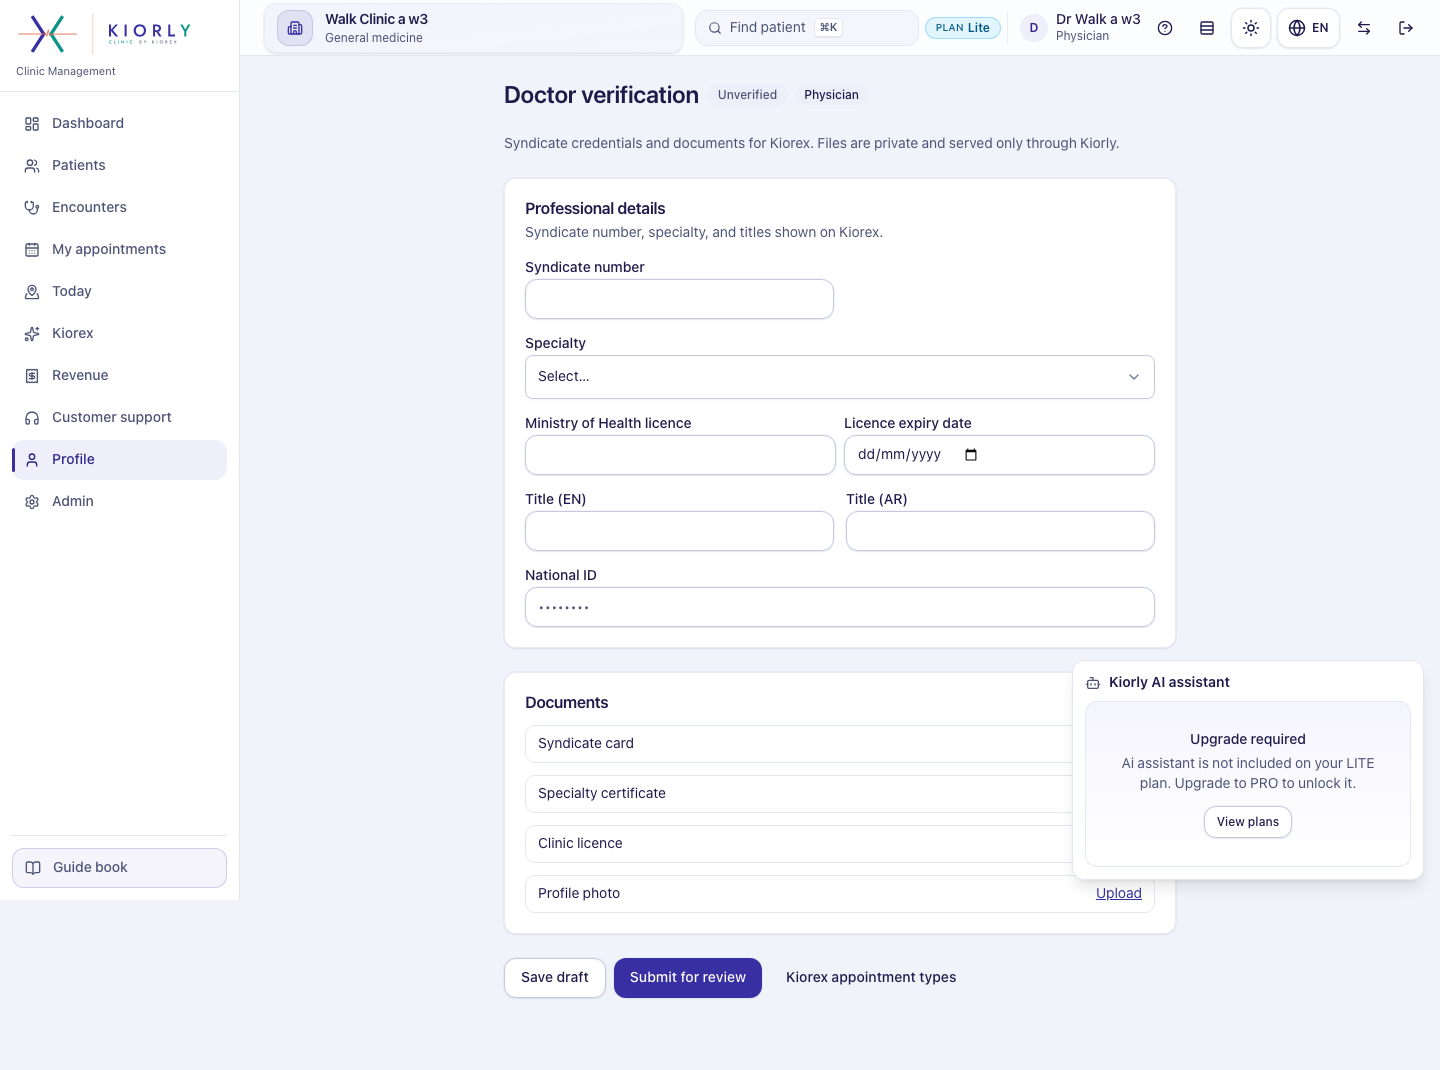 KIORLY
CLINIC BY KIOREX
Clinic Management
Dashboard
Patients
Encounters
My appointments
Today
Kiorex
Revenue
Customer support
Profile
Admin
Guide book
Walk Clinic a w3
General medicine
Find patient ⌘K
PLAN Lite
D
Dr Walk a w3
Physician
EN
Doctor verification
Unverified
Physician
Syndicate credentials and documents for Kiorex. Files are private and served only through Kiorly.
Professional details
Syndicate number, specialty, and titles shown on Kiorex.
Syndicate number
Specialty
Select...
Ministry of Health licence
Licence expiry date
dd/mm/yyyy
Title (EN)
Title (AR)
National ID
••••••••
Documents
Syndicate card
Specialty certificate
Clinic licence
Profile photo
Upload
Kiorly AI assistant
Upgrade required
Ai assistant is not included on your LITE
plan. Upgrade to PRO to unlock it.
View plans
Save draft
Submit for review
Kiorex appointment types